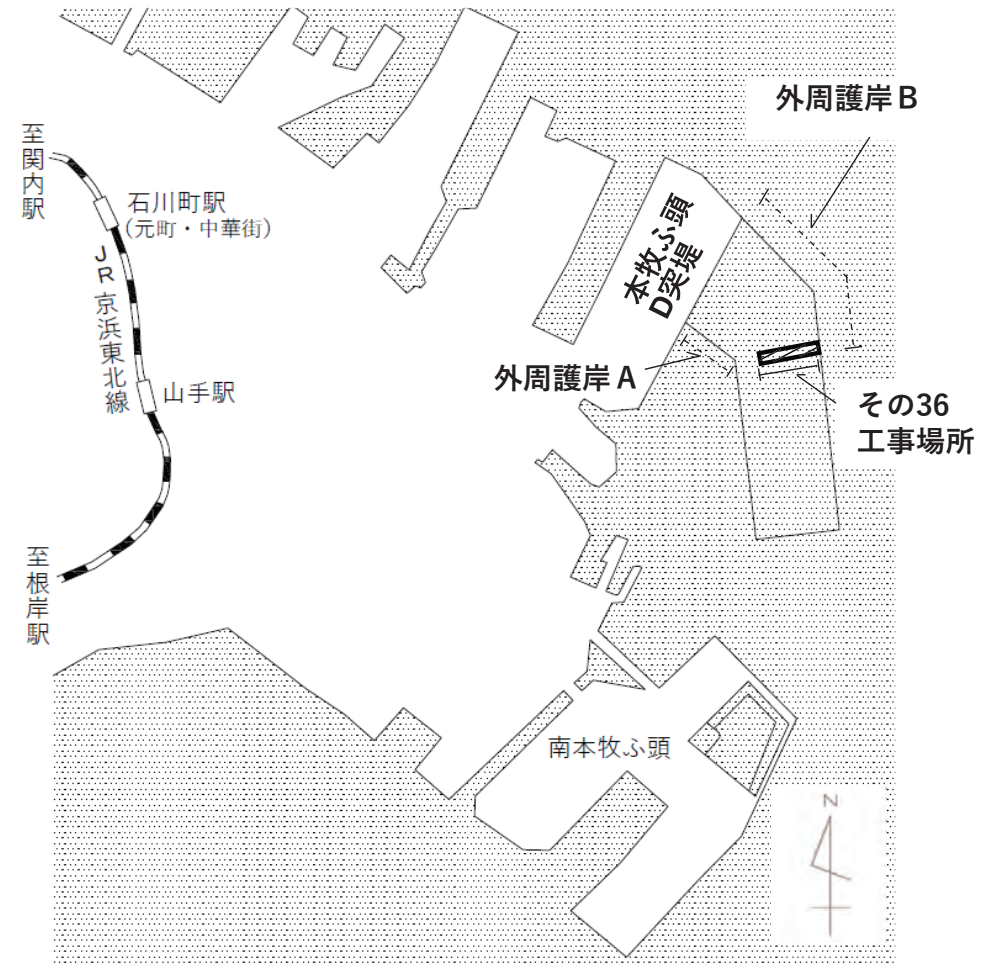 外周護岸B
至関内駅
石川町駅
(元町・中華街)
本牧ふ頭
D突堤
JR京浜東北線
外周護岸A
山手駅
その36
工事場所
至根岸駅
南本牧ふ頭
N